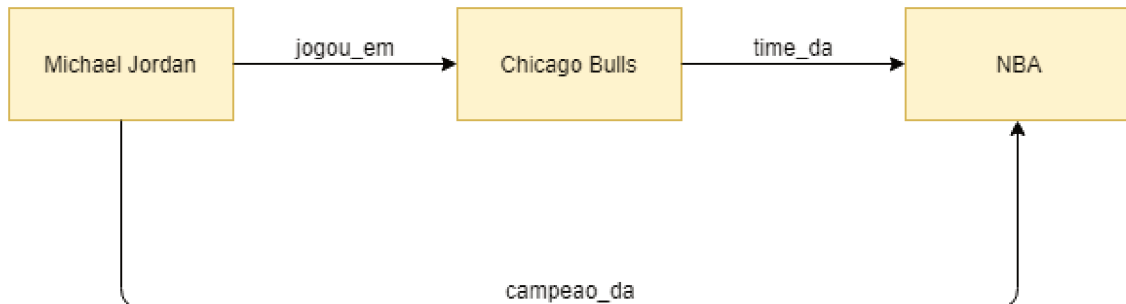 jogou_em
time_da
Michael Jordan
Chicago Bulls
NBA
campeao_da